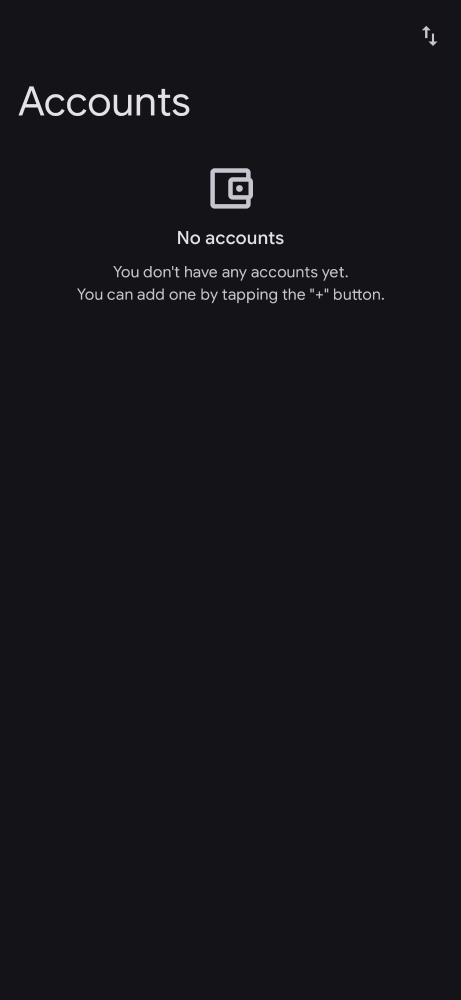 Accounts
No accounts
You don't have any accounts yet.
You can add one by tapping the "+" button.